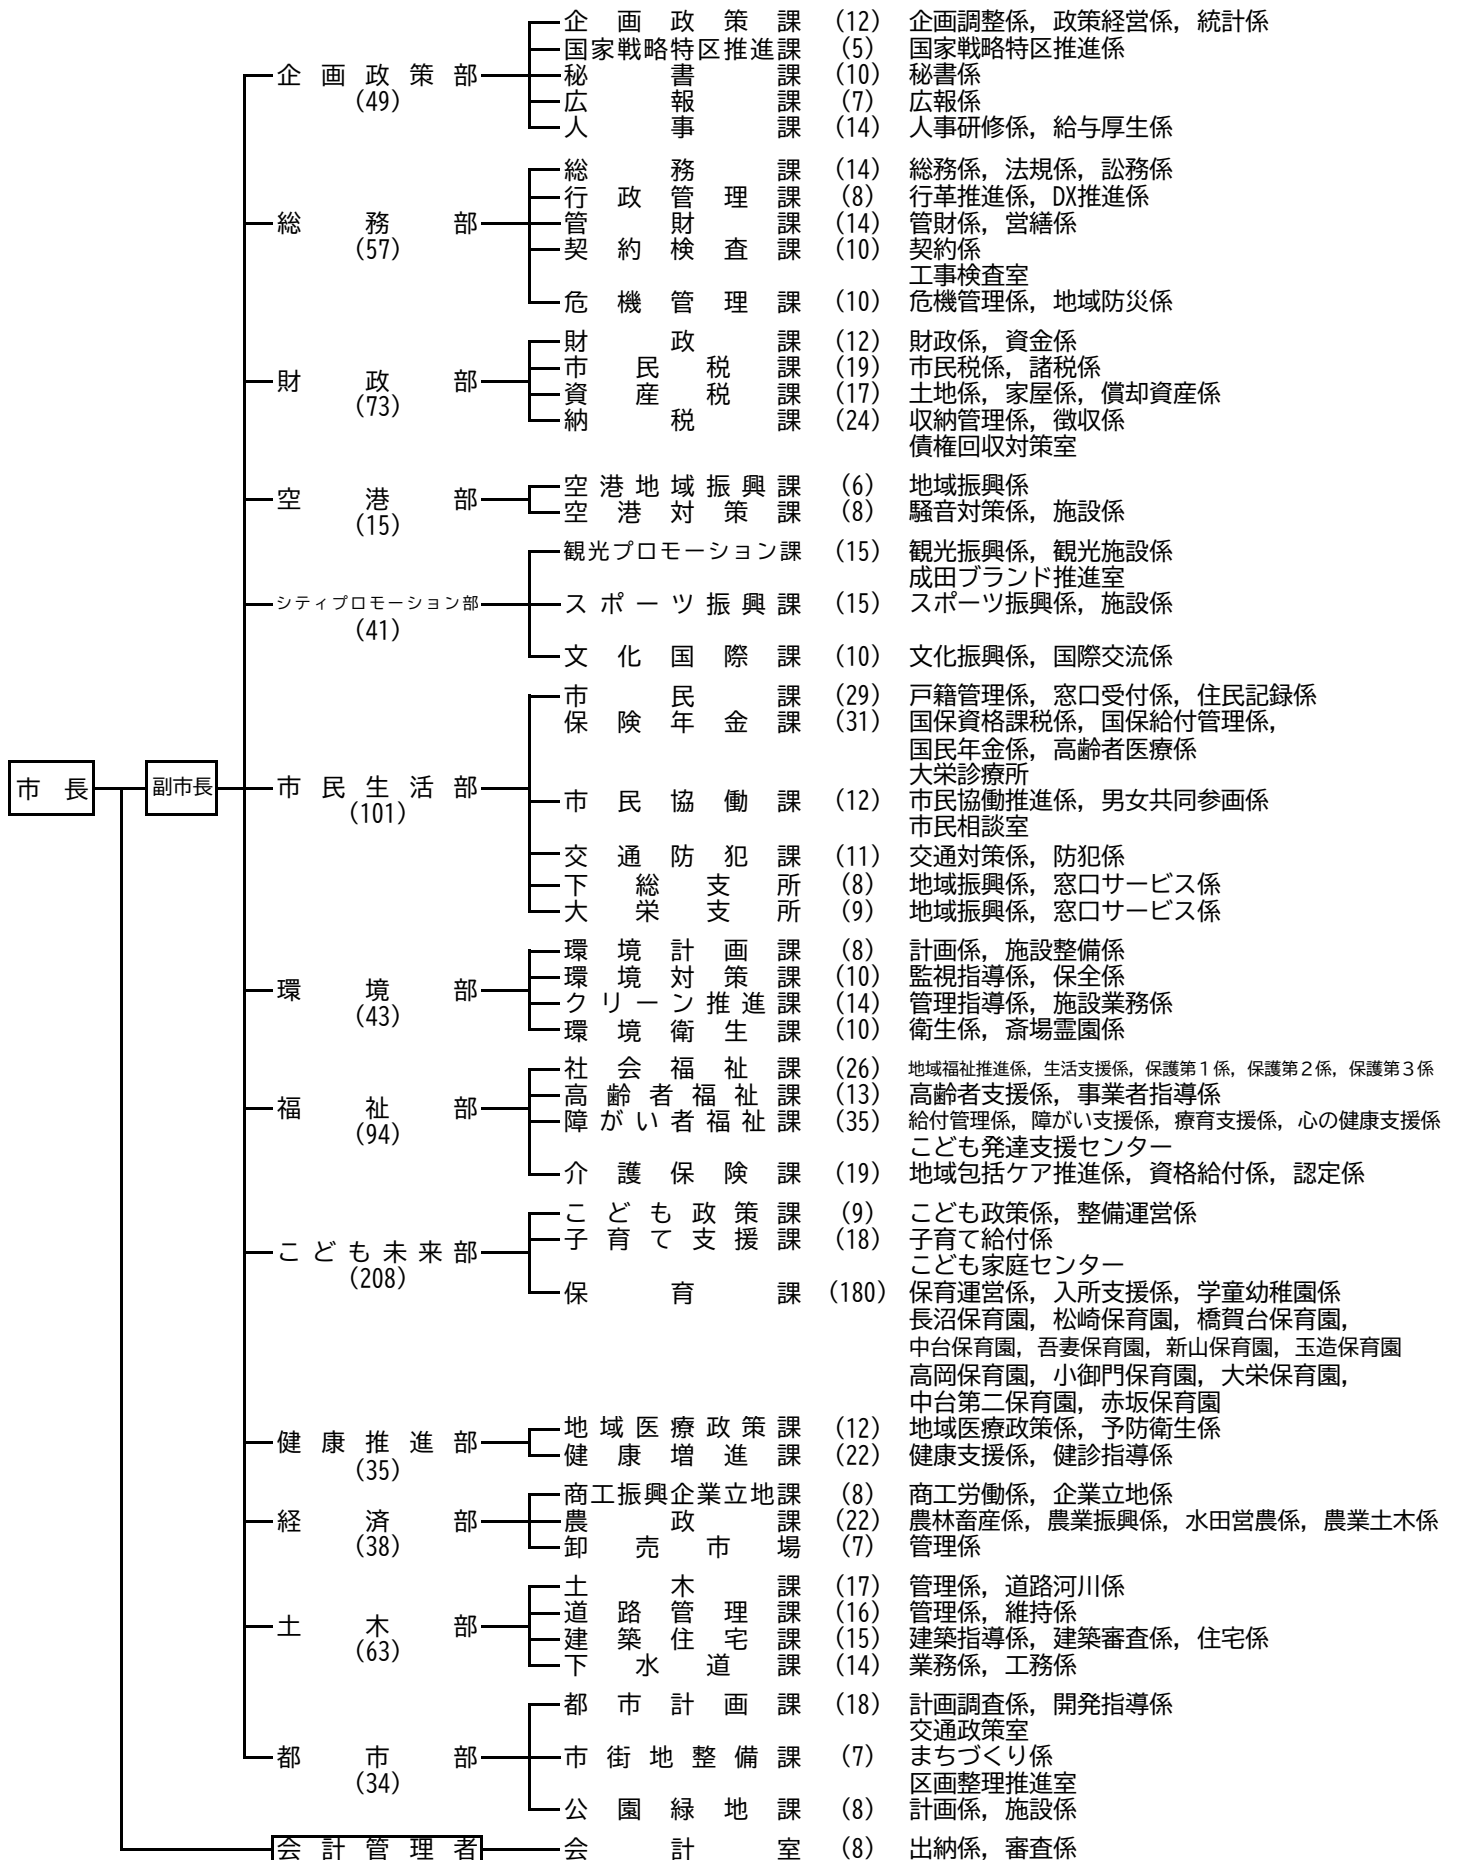 企画政策課 (12) 企画調整係，政策経営係，統計係
国家戦略特区推進課 (5) 国家戦略特区推進係
企画政策部 秘書課 (10) 秘書係
(49) 広報課 (7) 広報係
人事課 (14) 人事研修係，給与厚生係
総務課 (14) 総務係，法規係，訟務係
行政管理課 (8) 行革推進係，DX推進係
総務部 管財課 (14) 管財係，営繕係
(57) 契約検査課 (10) 契約係
工事検査室
危機管理課 (10) 危機管理係，地域防災係
財政課 (12) 財政係，資金係
市民税課 (19) 市民税係，諸税係
財政部 資産税課 (17) 土地係，家屋係，償却資産係
(73) 納税課 (24) 収納管理係，徴収係
債権回収対策室
空港地域振興課 (6) 地域振興係
空港部 空港対策課 (8) 騒音対策係，施設係
(15)
観光プロモーション課 (15) 観光振興係，観光施設係
成田ブランド推進室
シティプロモーション部 スポーツ振興課 (15) スポーツ振興係，施設係
(41)
文化国際課 (10) 文化振興係，国際交流係
市民課 (29) 戸籍管理係，窓口受付係，住民記録係
保険年金課 (31) 国保資格課税係，国保給付管理係，
国民年金係，高齢者医療係
大栄診療所
市長 副市長 市民生活部 市民協働課 (12) 市民協働推進係，男女共同参画係
(101) 市民相談室
交通防犯課 (11) 交通対策係，防犯係
下総支所 (8) 地域振興係，窓口サービス係
大栄支所 (9) 地域振興係，窓口サービス係
環境計画課 (8) 計画係，施設整備係
環境対策課 (10) 監視指導係，保全係
環境部 クリーン推進課 (14) 管理指導係，施設業務係
(43) 環境衛生課 (10) 衛生係，斎場霊園係
社会福祉課 (26) 地域福祉推進係，生活支援係，保護第１係，保護第２係，保護第３係
高齢者福祉課 (13) 高齢者支援係，事業者指導係
福祉部 障がい者福祉課 (35) 給付管理係，障がい支援係，療育支援係，心の健康支援係
(94) こども発達支援センター
介護保険課 (19) 地域包括ケア推進係，資格給付係，認定係
こども政策課 (9) こども政策係，整備運営係
こども未来部 子育て支援課 (18) 子育て給付係
(208) こども家庭センター
保育課 (180) 保育運営係，入所支援係，学童幼稚園係
長沼保育園，松崎保育園，橋賀台保育園，
中台保育園，吾妻保育園，新山保育園，玉造保育園
高岡保育園，小御門保育園，大栄保育園，
中台第二保育園，赤坂保育園
健康推進部 地域医療政策課 (12) 地域医療政策係，予防衛生係
(35) 健康増進課 (22) 健康支援係，健診指導係
商工振興企業立地課 (8) 商工労働係，企業立地係
経済部 農政課 (22) 農林畜産係，農業振興係，水田営農係，農業土木係
(38) 卸売市場 (7) 管理係
土木課 (17) 管理係，道路河川係
土木部 道路管理課 (16) 管理係，維持係
(63) 建築住宅課 (15) 建築指導係，建築審査係，住宅係
下水道課 (14) 業務係，工務係
都市計画課 (18) 計画調査係，開発指導係
交通政策室
都市部 市街地整備課 (7) まちづくり係
(34) 区画整理推進室
公園緑地課 (8) 計画係，施設係
会計管理者 会計室 (8) 出納係，審査係